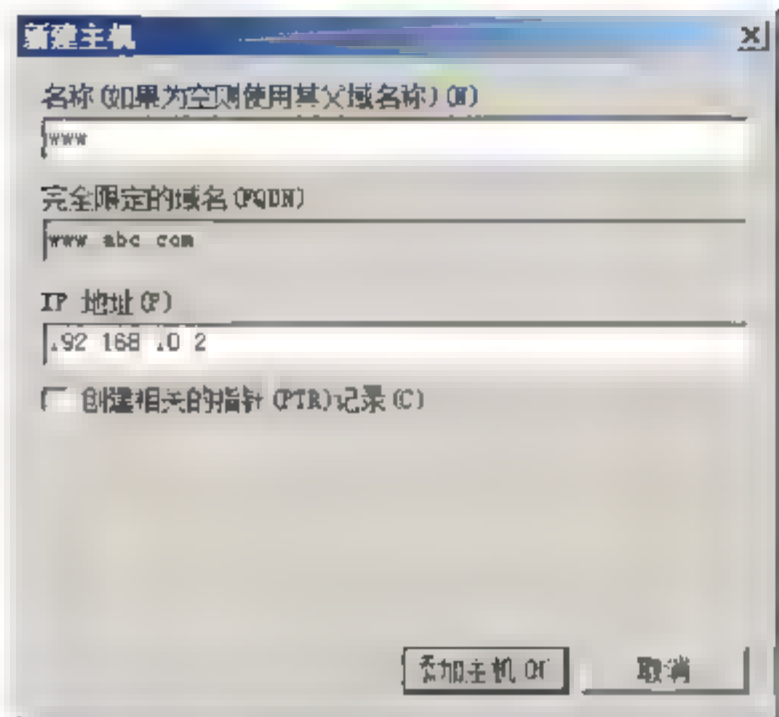 新建主机
名称(如果为空则使用其父域名称)(N)
www
完全限定的域名(FQDN)
www abc com
IP 地址(P)
.92 168 .0 2
创建相关的指针(PTR)记录(C)
添加主机
取消